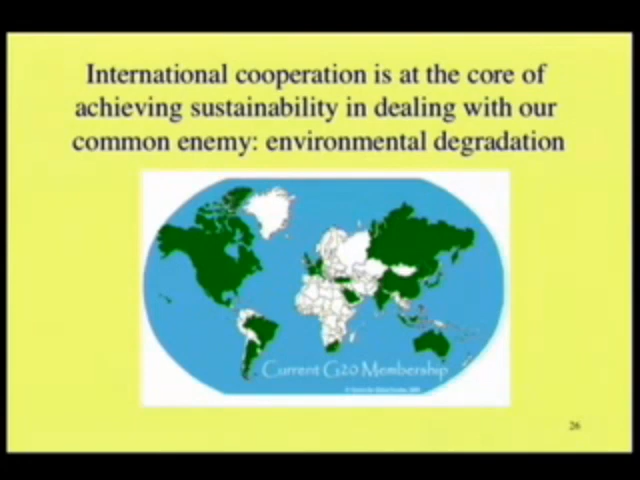 International cooperation is at the core of
achieving sustainability in dealing with our
common enemy: environmental degradation
Current G20 Membership
26